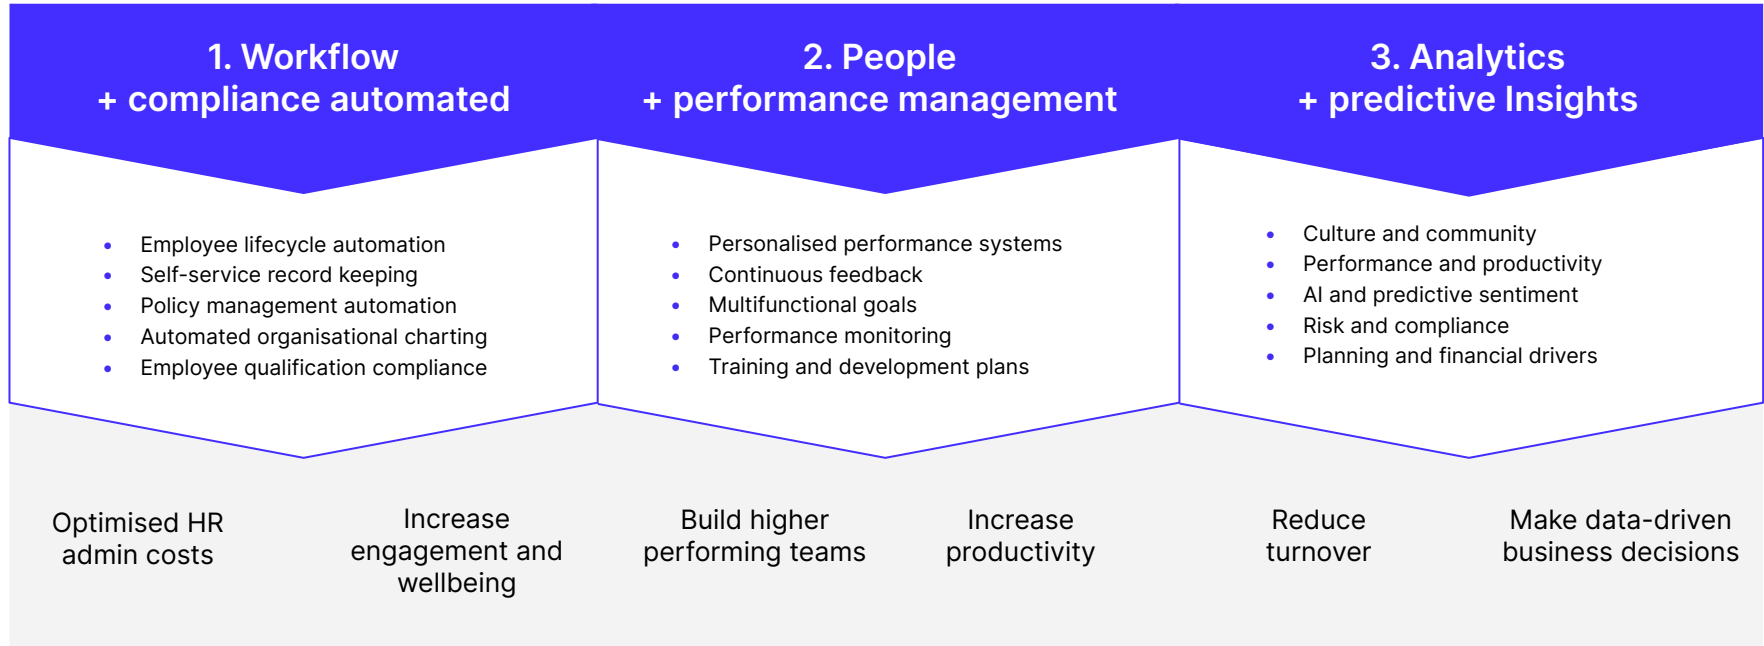 1. Workflow
+ compliance automated
2. People
+ performance management
3. Analytics
+ predictive Insights
• Employee lifecycle automation
• Self-service record keeping
• Policy management automation
• Automated organisational charting
• Employee qualification compliance
• Personalised performance systems
• Continuous feedback
• Multifunctional goals
• Performance monitoring
• Training and development plans
• Culture and community
• Performance and productivity
• AI and predictive sentiment
• Risk and compliance
• Planning and financial drivers
Optimised HR
admin costs
Increase
engagement and
wellbeing
Build higher
performing teams
Increase
productivity
Reduce
turnover
Make data-driven
business decisions